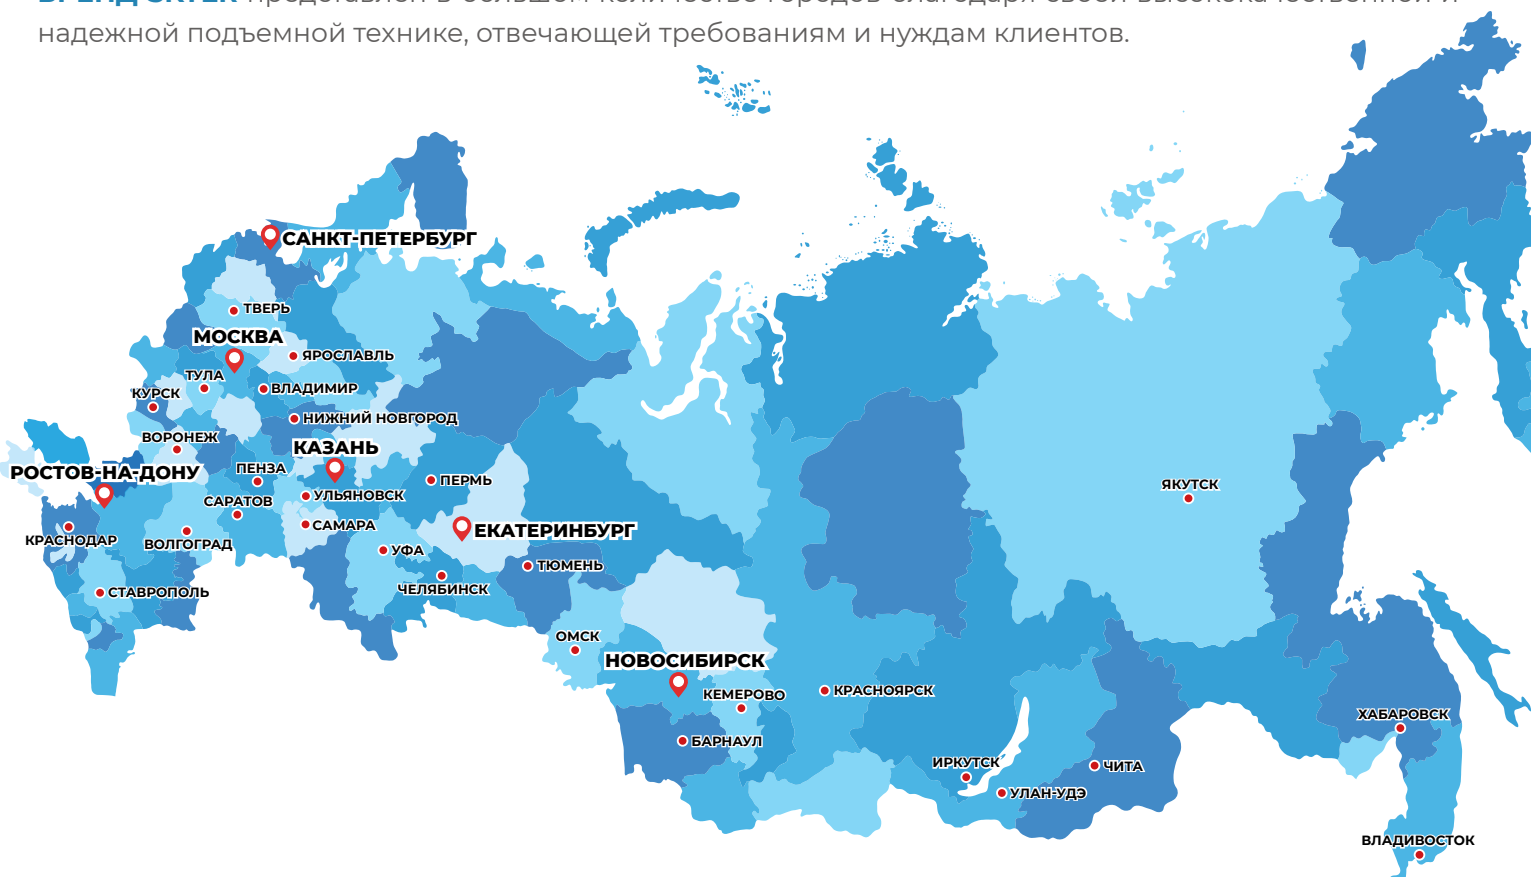 надежной подъемной технике, отвечающей требованиям и нуждам клиентов.
САНКТ-ПЕТЕРБУРГ
ТВЕРЬ
МОСКВА
ЯРОСЛАВЛЬ
ТУЛА
ВЛАДИМИР
КУРСК
НИЖНИЙ НОВГОРОД
ВОРОНЕЖ
КАЗАНЬ
РОСТОВ-НА-ДОНУ
ПЕНЗА
ПЕРМЬ
ЯКУТСК
УЛЬЯНОВСК
САРАТОВ
САМАРА
ЕКАТЕРИНБУРГ
КРАСНОДАР
ВОЛГОГРАД
УФА
ТЮМЕНЬ
ЧЕЛЯБИНСК
СТАВРОПОЛЬ
ОМСК
НОВОСИБИРСК
КЕМЕРОВО
КРАСНОЯРСК
ХАБАРОВСК
БАРНАУЛ
ИРКУТСК
ЧИТА
УЛАН-УДЭ
ВЛАДИВОСТОК